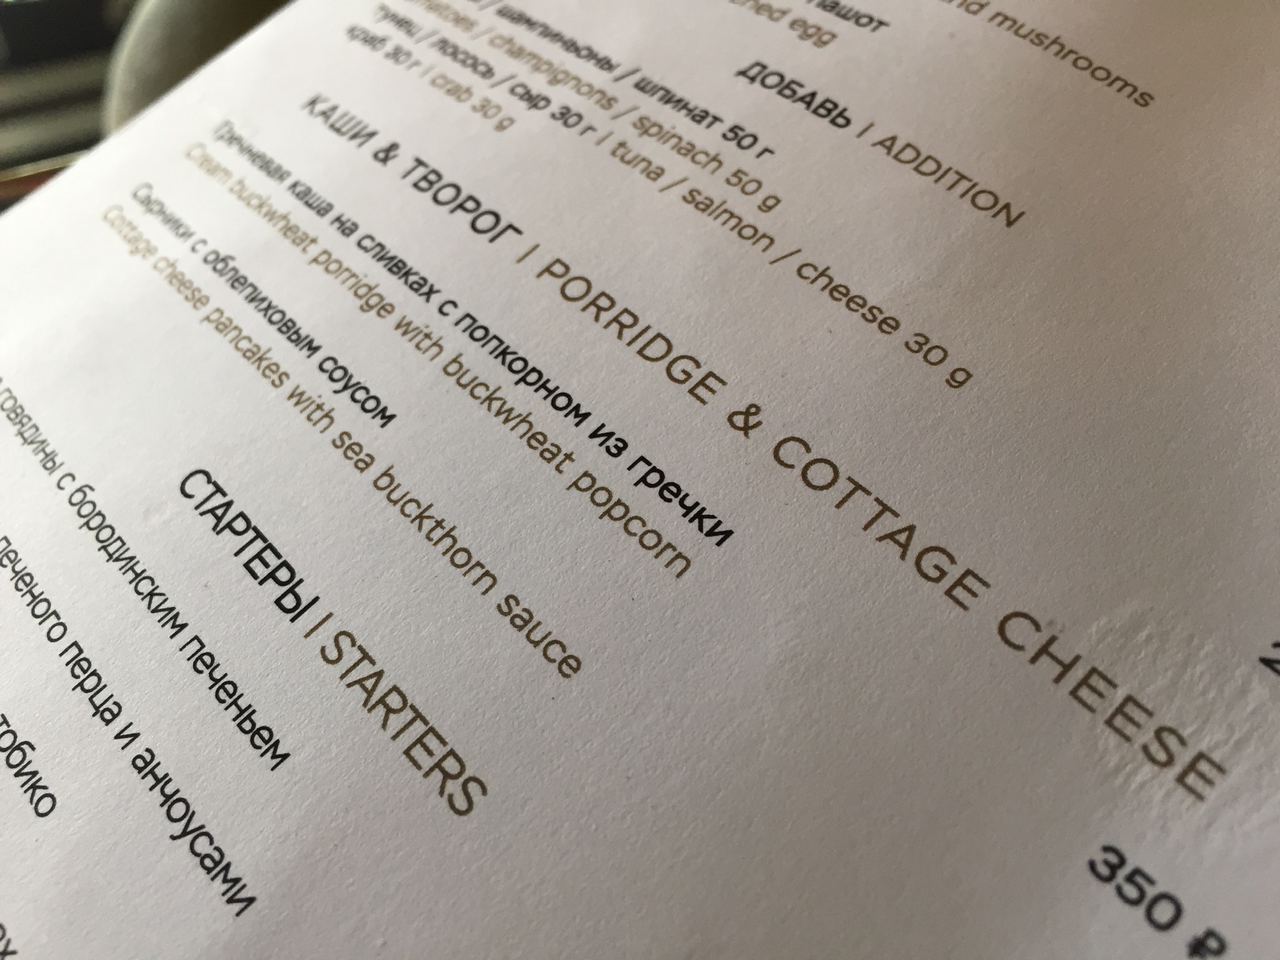 пашот
and mushrooms
egg
ДОБАВЬ | ADDITION
/ шампиньоны / шпинат 50 г
/ champignons / spinach 50 g
тунец / лосось / сыр 30 г | tuna / salmon / cheese 30 g
краб 30 г | crab 30 g
КАШИ & ТВОРОГ | PORRIDGE & COTTAGE CHEESE
Гречневая каша на сливках с попкорном из гречки
Cream buckwheat porridge with buckwheat popcorn
350 ₽
Сырники с облепиховым соусом
Cottage cheese pancakes with sea buckthorn sauce
СТАРТЕРЫ | STARTERS
говядины с бородинским печеньем
печеного перца и анчоусами
тобико